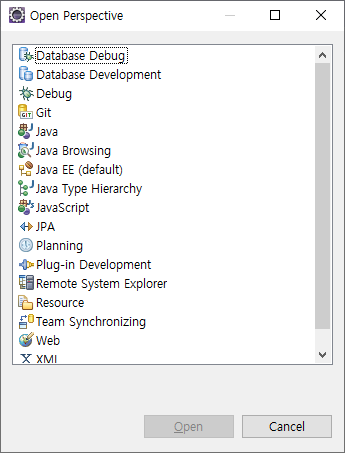 Open Perspective
Database Debug
Database Development
Debug
Git
Java
Java Browsing
Java EE (default)
Java Type Hierarchy
JavaScript
JPA
Planning
Plug-in Development
Remote System Explorer
Resource
Team Synchronizing
Web
XML
Open
Cancel